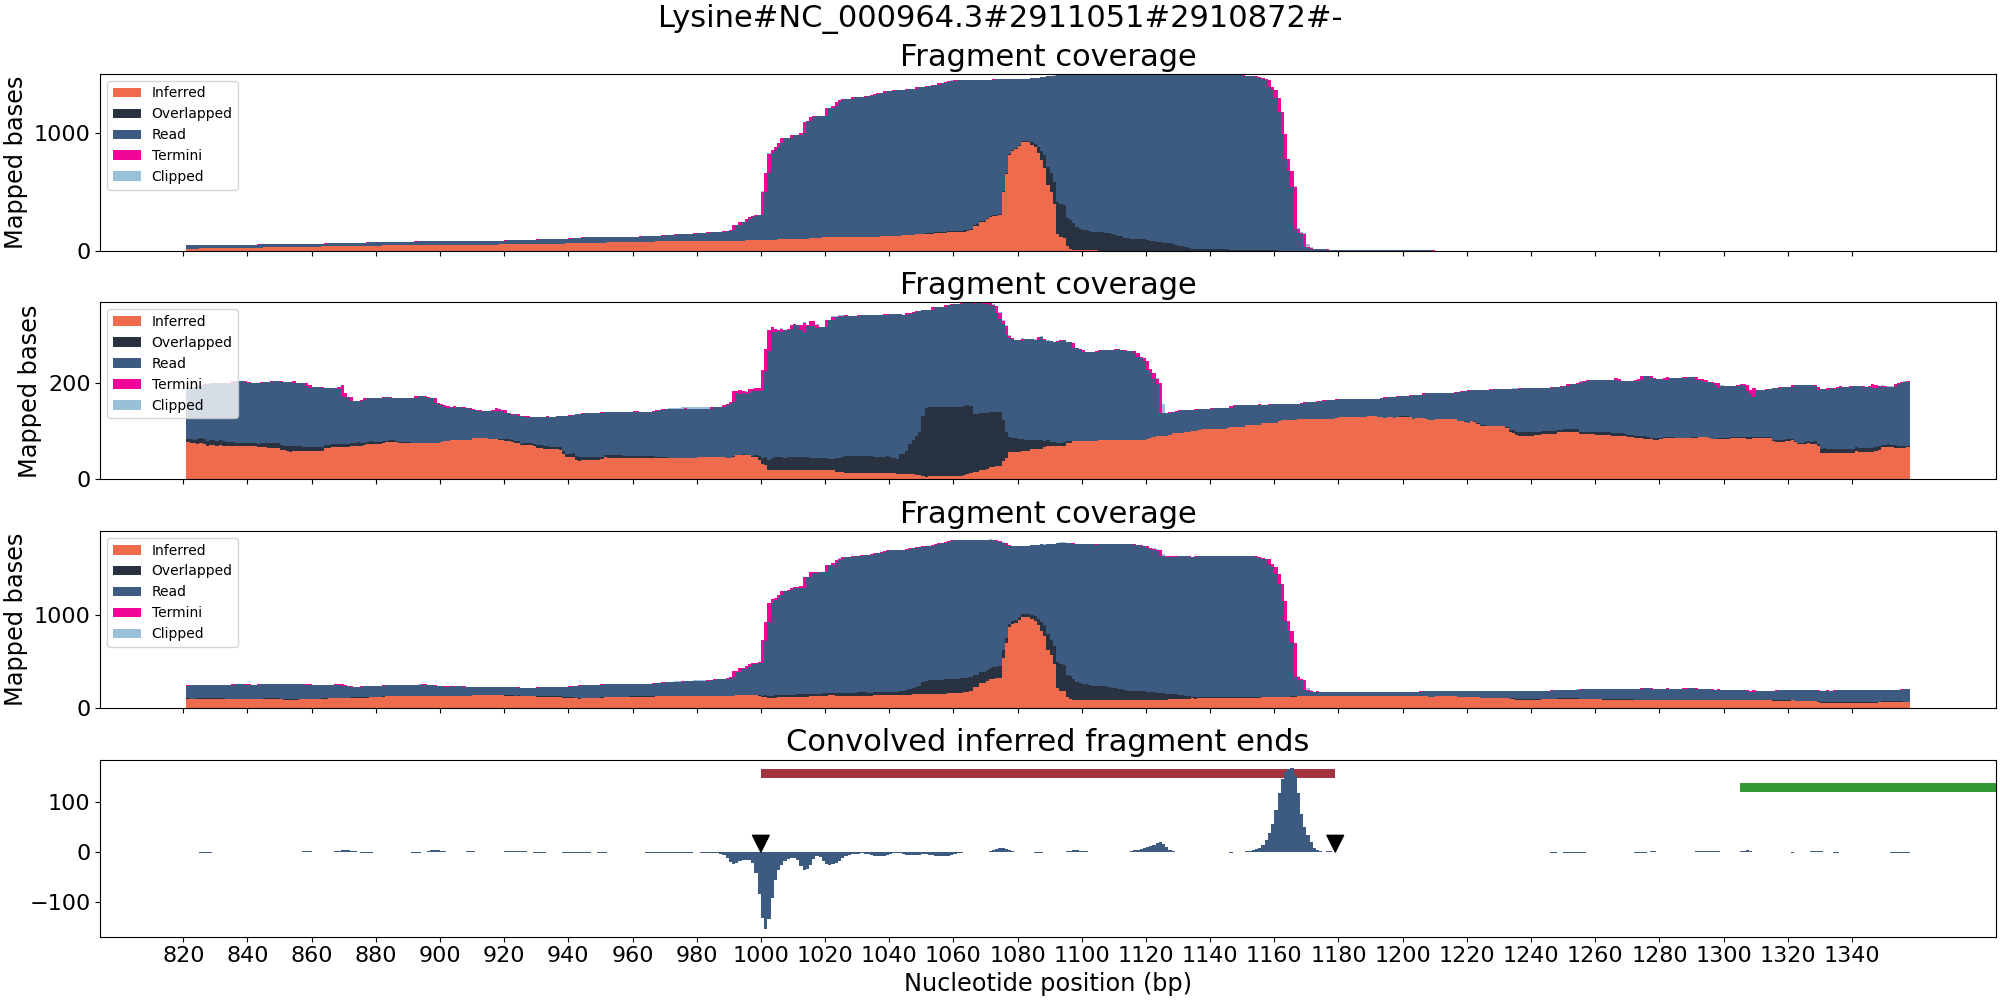 Lysine#NC_000964.3#2911051#2910872#-
Fragment coverage
Mapped bases
1000
0
Inferred
Overlapped
Read
Termini
Clipped
Fragment coverage
Mapped bases
200
0
Inferred
Overlapped
Read
Termini
Clipped
Fragment coverage
Mapped bases
1000
0
Inferred
Overlapped
Read
Termini
Clipped
Convolved inferred fragment ends
100
0
−100
820 840 860 880 900 920 940 960 980 1000 1020 1040 1060 1080 1100 1120 1140 1160 1180 1200 1220 1240 1260 1280 1300 1320 1340
Nucleotide position (bp)